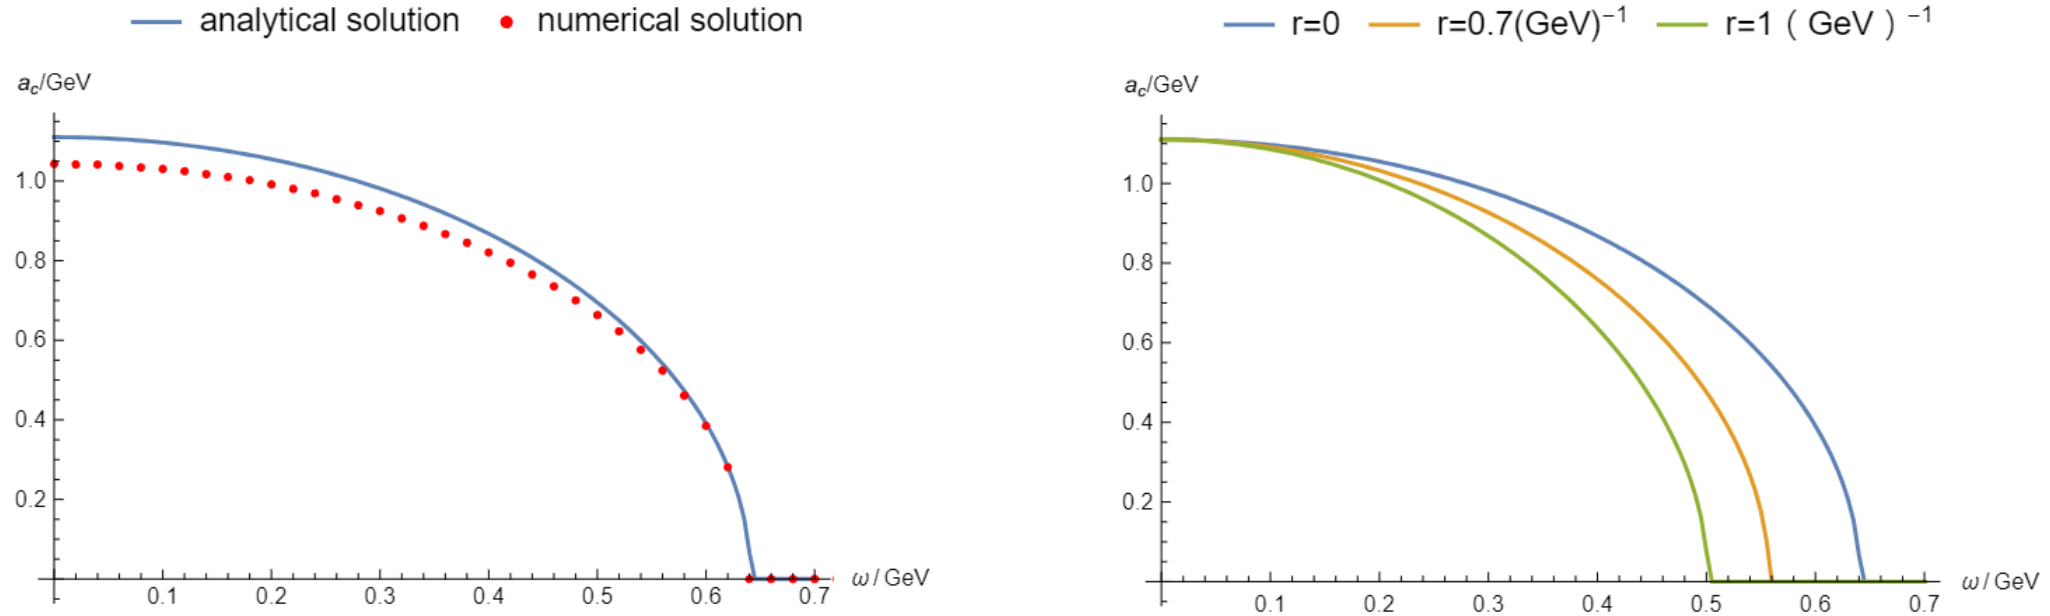 analytical solution numerical solution
a_c/GeV
1.0
0.8
0.6
0.4
0.2
0.1 0.2 0.3 0.4 0.5 0.6 0.7
ω/GeV
r=0 r=0.7(GeV)⁻¹ r=1 ( GeV ) ⁻¹
a_c/GeV
1.0
0.8
0.6
0.4
0.2
0.1 0.2 0.3 0.4 0.5 0.6 0.7
ω/GeV